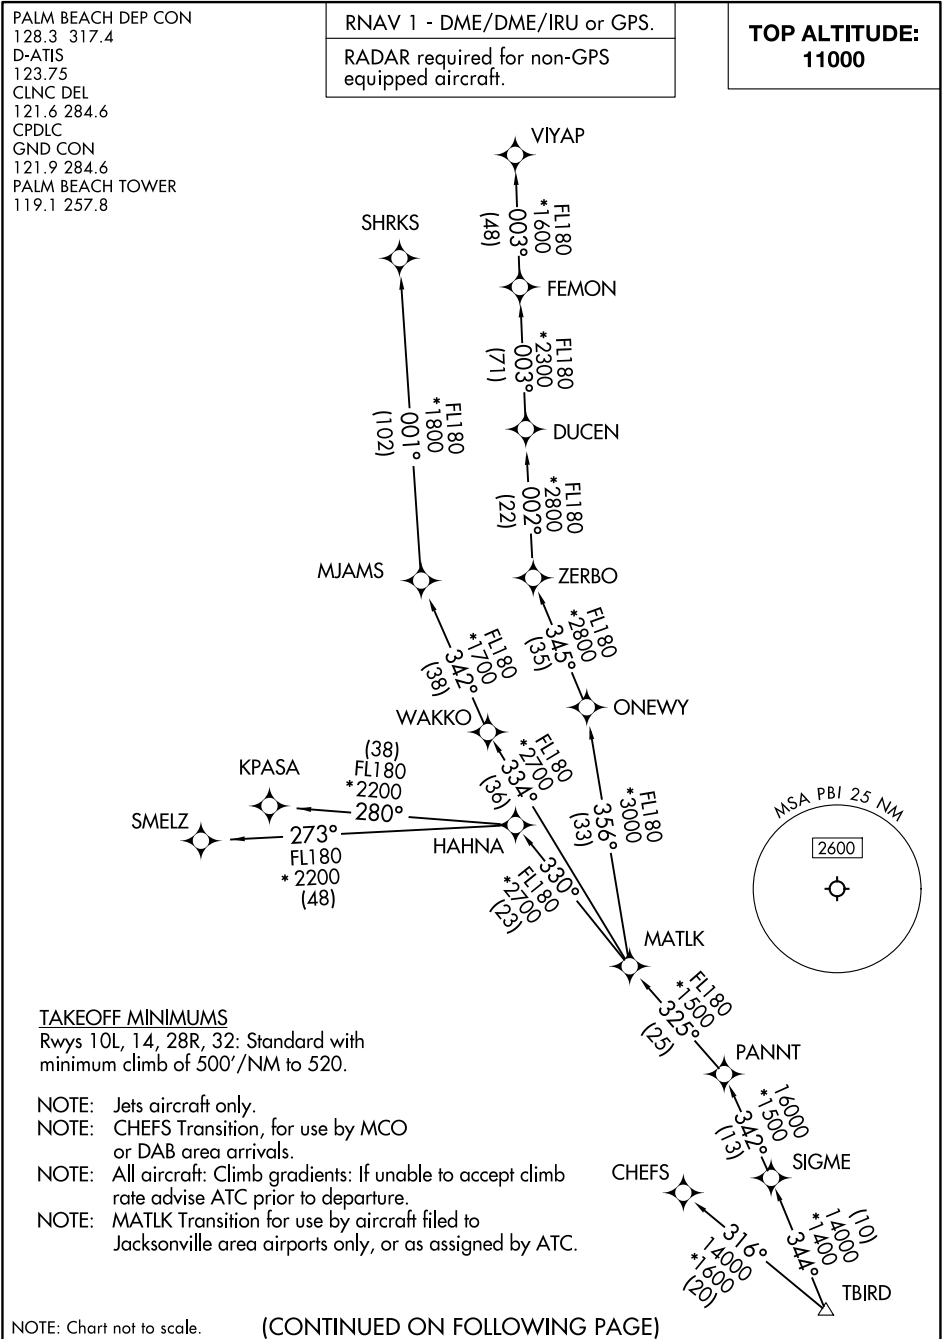 PALM BEACH DEP CON
128.3 317.4
D-ATIS
123.75
CLNC DEL
121.6 284.6
CPDLC
GND CON
121.9 284.6
PALM BEACH TOWER
119.1 257.8
RNAV 1 - DME/DME/IRU or GPS.
RADAR required for non-GPS
equipped aircraft.
TOP ALTITUDE:
11000
VIYAP
FL180
*1600
003°
(48)
SHRKS
FEMON
FL180
*2300
003°
(71)
FL180
*1800
001°
(102)
DUCEN
FL180
*2800
002°
(22)
MJAMS
ZERBO
FL180
*1700
342°
(38)
FL180
*2800
345°
(35)
WAKKO
ONEWY
(38)
FL180
*2200
280°
KPASA
FL180
*2700
334°
(36)
FL180
*3000
356°
(33)
SMELZ
273°
FL180
*2200
(48)
HAHNA
330°
FL180
*2700
(23)
MSA PBI 25 NM
2600
MATLK
FL180
*1500
325°
(25)
PANNT
16000
*1500
342°
(13)
SIGME
CHEFS
(10)
14000
*1400
344°
316°
14000
*1600
(20)
TBIRD
TAKEOFF MINIMUMS
Rwys 10L, 14, 28R, 32: Standard with
minimum climb of 500'/NM to 520.
NOTE: Jets aircraft only.
NOTE: CHEFS Transition, for use by MCO
or DAB area arrivals.
NOTE: All aircraft: Climb gradients: If unable to accept climb
rate advise ATC prior to departure.
NOTE: MATLK Transition for use by aircraft filed to
Jacksonville area airports only, or as assigned by ATC.
NOTE: Chart not to scale.
(CONTINUED ON FOLLOWING PAGE)